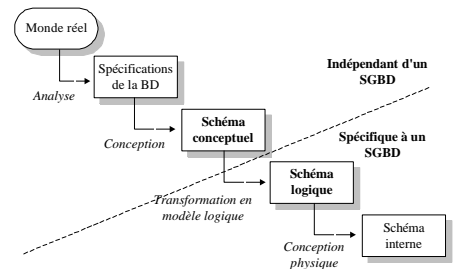 Monde réel
Spécifications
de la BD
Indépendant d'un
SGBD
Analyse
Schéma
conceptuel
Conception
Spécifique à un
SGBD
Schéma
logique
Transformation en
modèle logique
Schéma
interne
Conception
physique